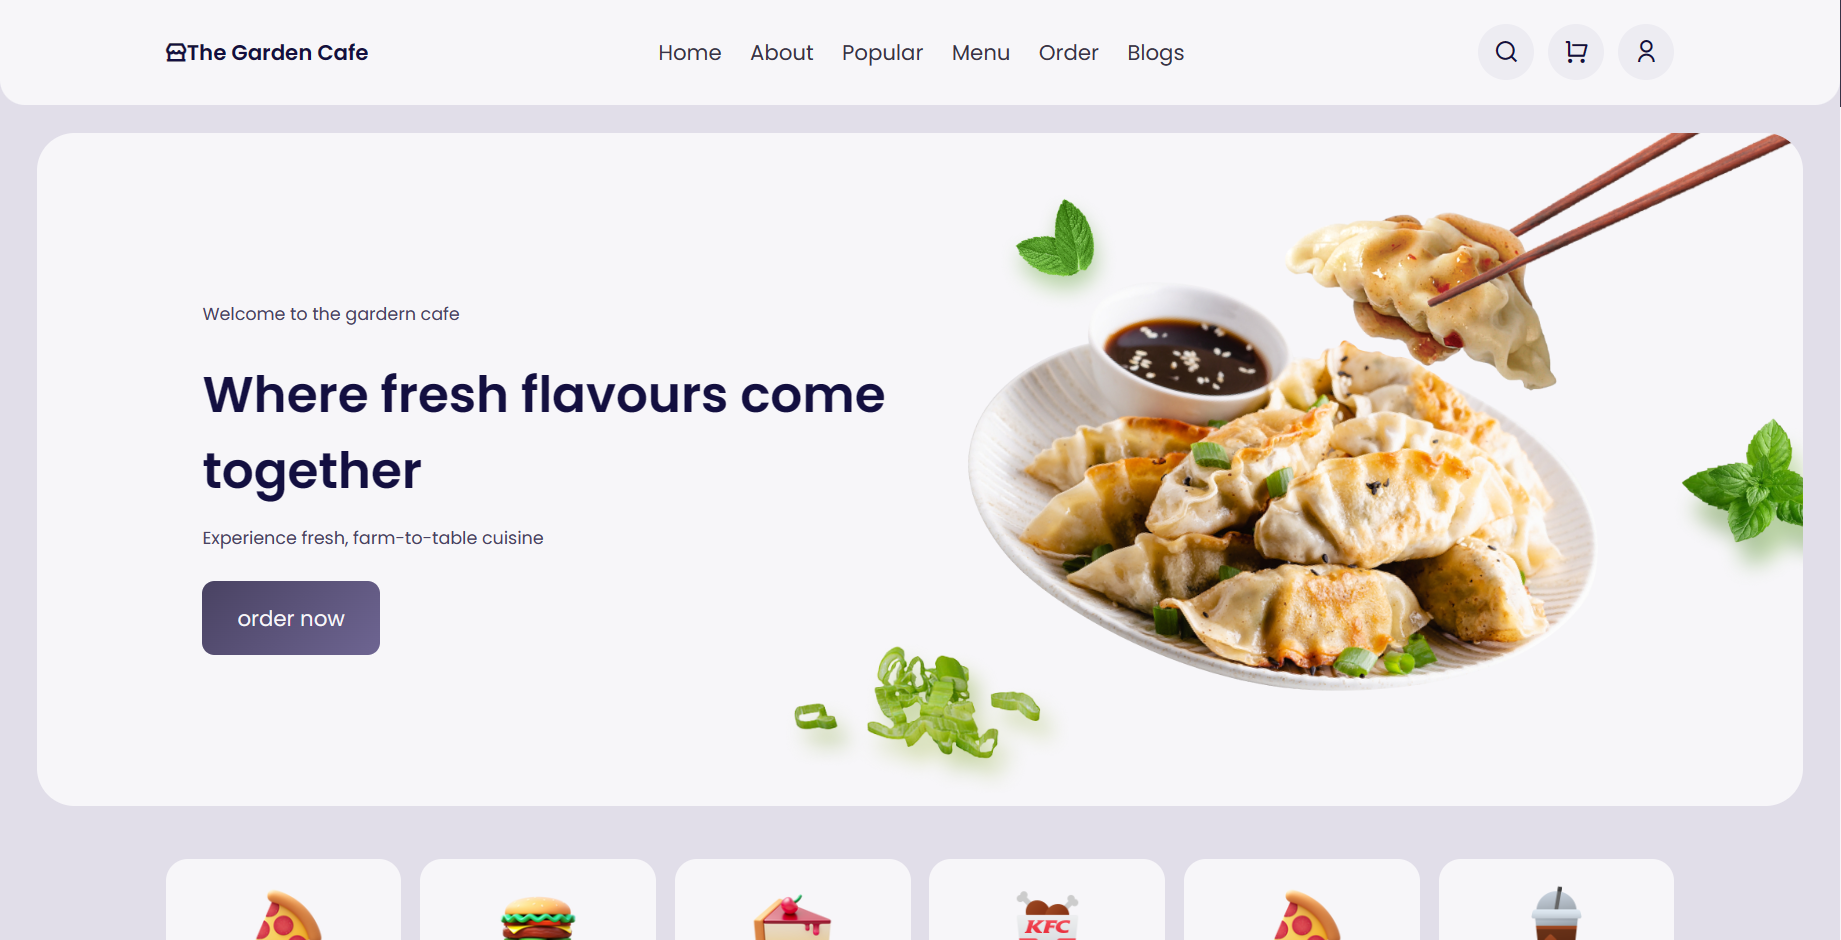 The Garden Cafe
Home About Popular Menu Order Blogs
Welcome to the gardern cafe
Where fresh flavours come
together
Experience fresh, farm-to-table cuisine
order now
KFC